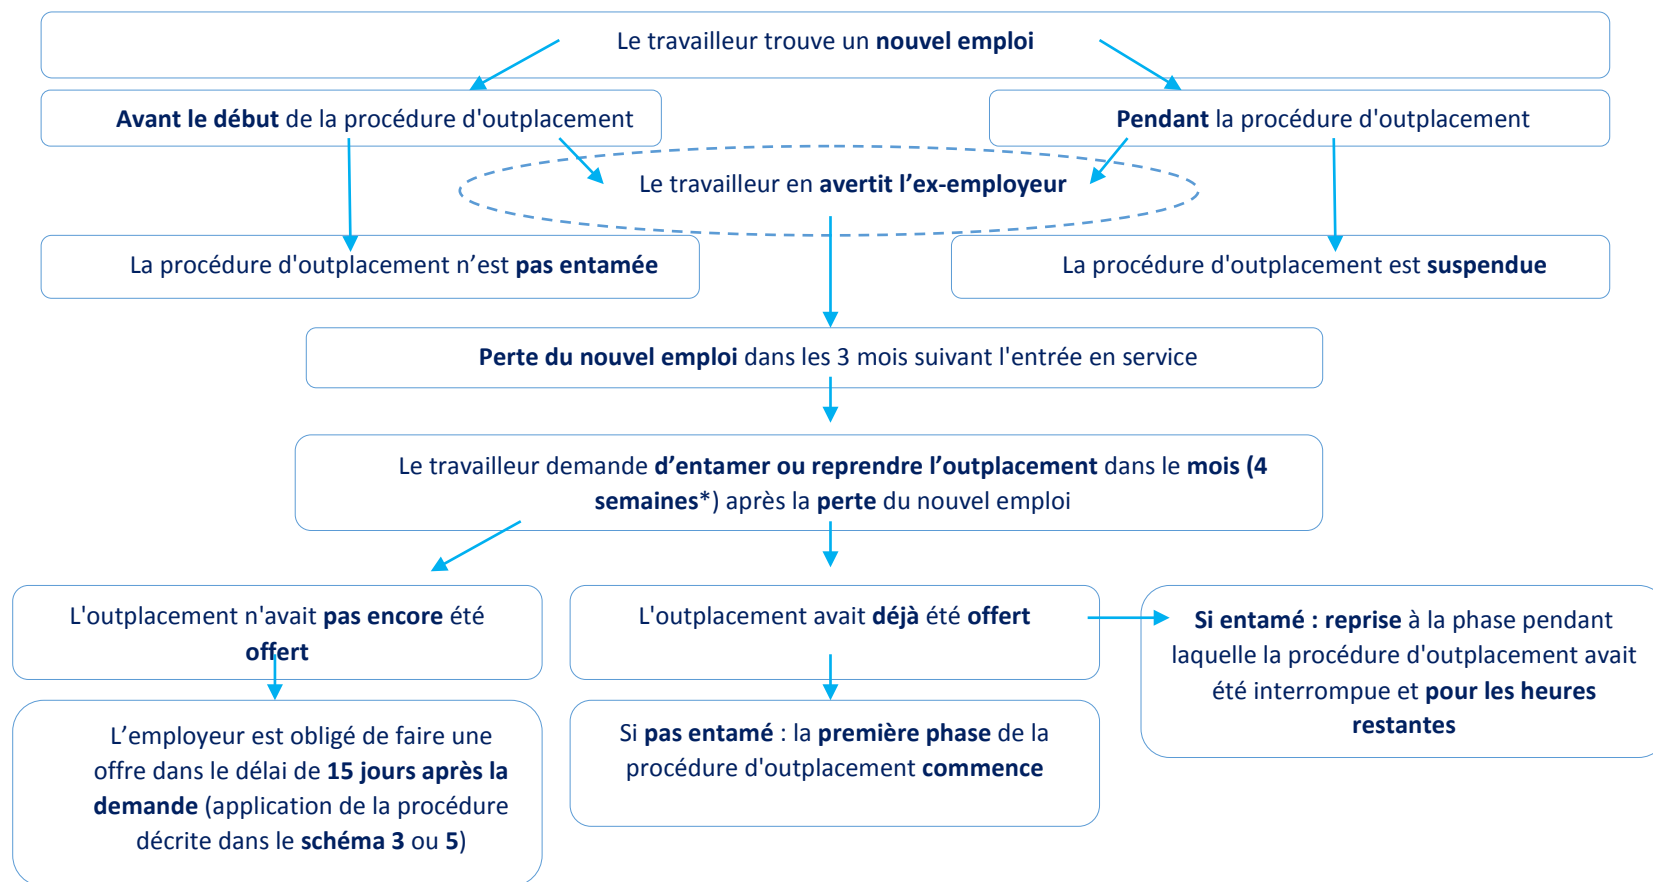 Le travailleur trouve un nouvel emploi
Avant le début de la procédure d'outplacement
Pendant la procédure d'outplacement
Le travailleur en avertit l’ex-employeur
La procédure d'outplacement n’est pas entamée
La procédure d'outplacement est suspendue
Perte du nouvel emploi dans les 3 mois suivant l'entrée en service
Le travailleur demande d’entamer ou reprendre l’outplacement dans le mois (4
semaines*) après la perte du nouvel emploi
L'outplacement n'avait pas encore été
offert
L'outplacement avait déjà été offert
Si entamé : reprise à la phase pendant
laquelle la procédure d'outplacement avait
été interrompue et pour les heures
restantes
L’employeur est obligé de faire une
offre dans le délai de 15 jours après la
demande (application de la procédure
décrite dans le schéma 3 ou 5)
Si pas entamé : la première phase de la
procédure d'outplacement commence